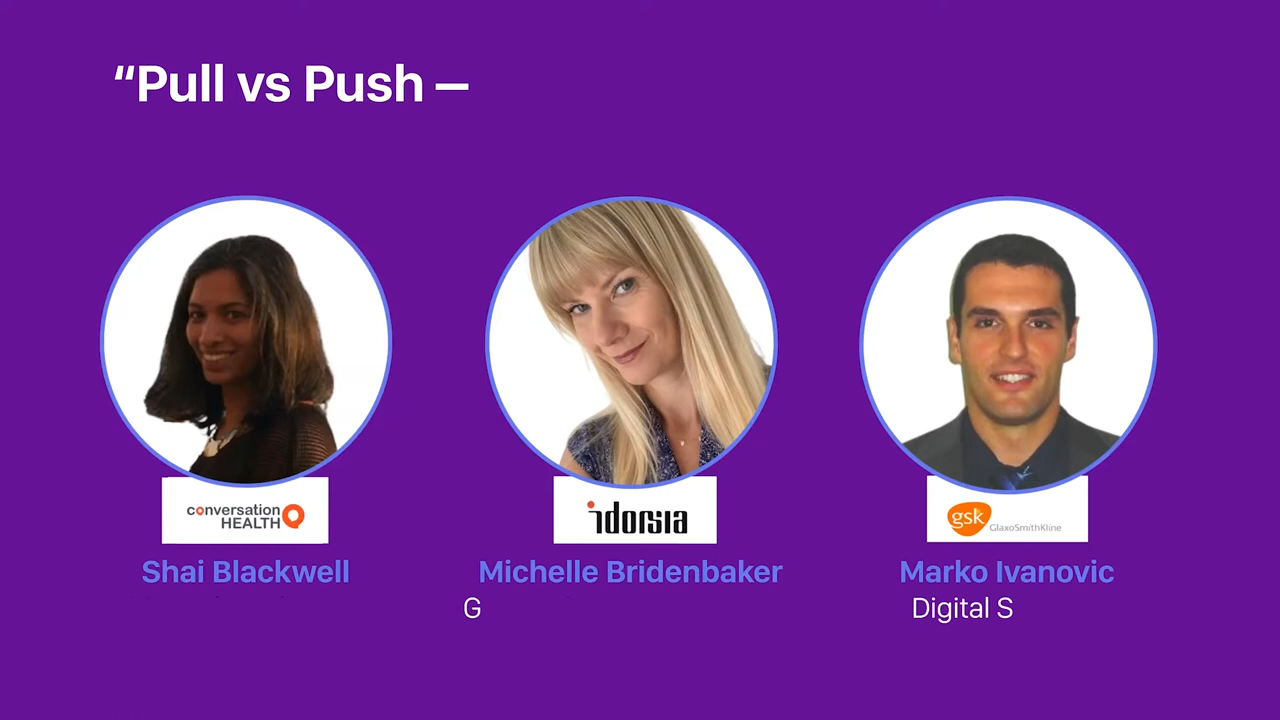 “Pull vs Push —
conversation
HEALTH
idorsia
gsk
GlaxoSmithKline
Shai Blackwell
Michelle Bridenbaker
Marko Ivanovic
G
Digital S